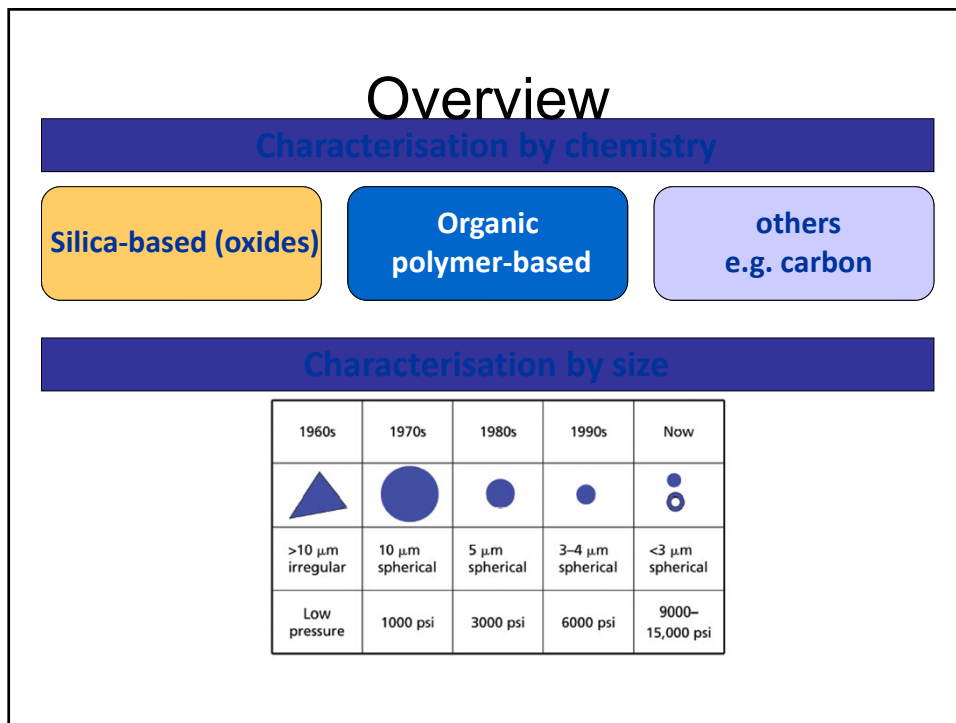 Overview
Characterisation by chemistry
Silica-based (oxides)
Organic
polymer-based
others
e.g. carbon
Characterisation by size
1960s 1970s 1980s 1990s Now
>10 μm irregular 10 μm spherical 5 μm spherical 3–4 μm spherical <3 μm spherical
Low pressure 1000 psi 3000 psi 6000 psi 9000–15,000 psi